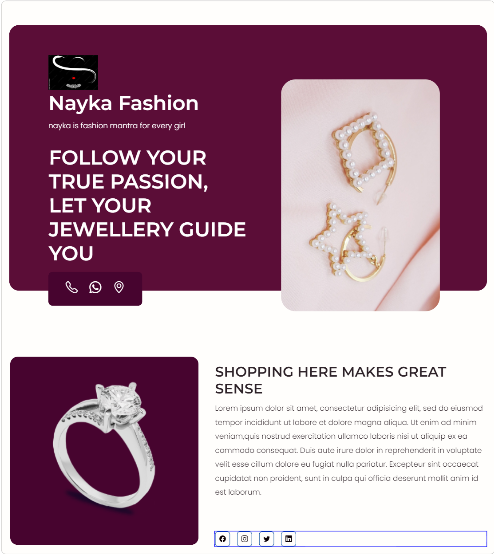 Nayka Fashion
nayka is fashion mantra for every girl
FOLLOW YOUR
TRUE PASSION,
LET YOUR
JEWELLERY GUIDE
YOU
SHOPPING HERE MAKES GREAT
SENSE
Lorem ipsum dolor sit amet, consectetur adipisicing elit, sed do eiusmod
tempor incididunt ut labore et dolore magna aliqua. Ut enim ad minim
veniam,quis nostrud exercitation ullamco laboris nisi ut aliquip ex ea
commodo consequat. Duis aute irure dolor in reprehenderit in voluptate
velit esse cillum dolore eu fugiat nulla pariatur. Excepteur sint occaecat
cupidatat non proident, sunt in culpa qui officia deserunt mollit anim id
est laborum.